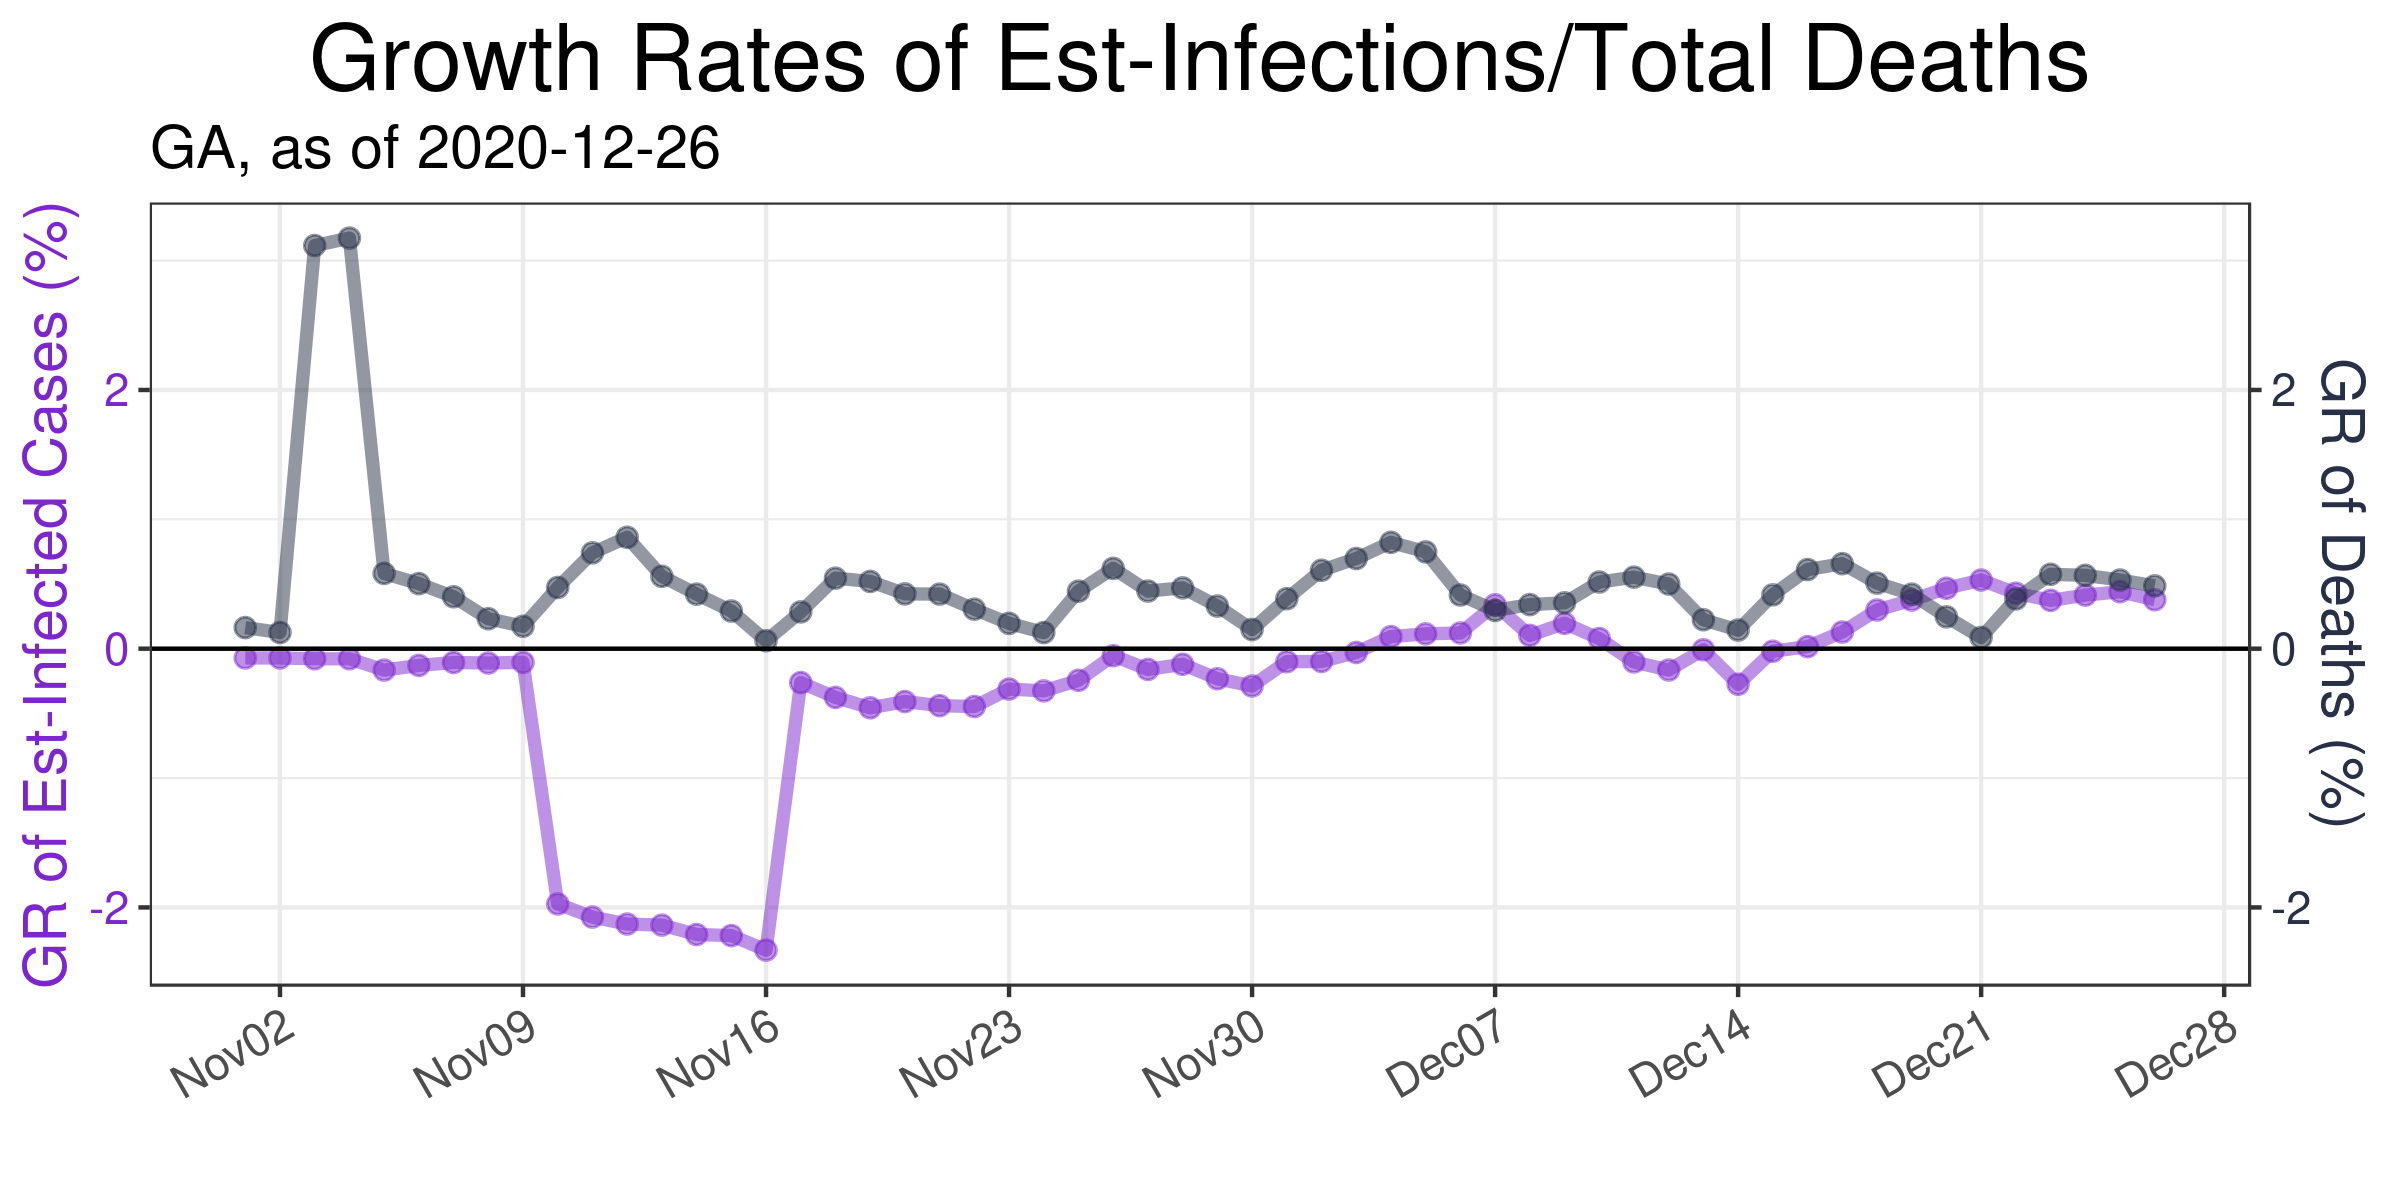 Growth Rates of Est-Infections/Total Deaths
GA, as of 2020-12-26
GR of Est-Infected Cases (%)
2
0
-2
2
0
-2
GR of Deaths (%)
Nov02
Nov09
Nov16
Nov23
Nov30
Dec07
Dec14
Dec21
Dec28